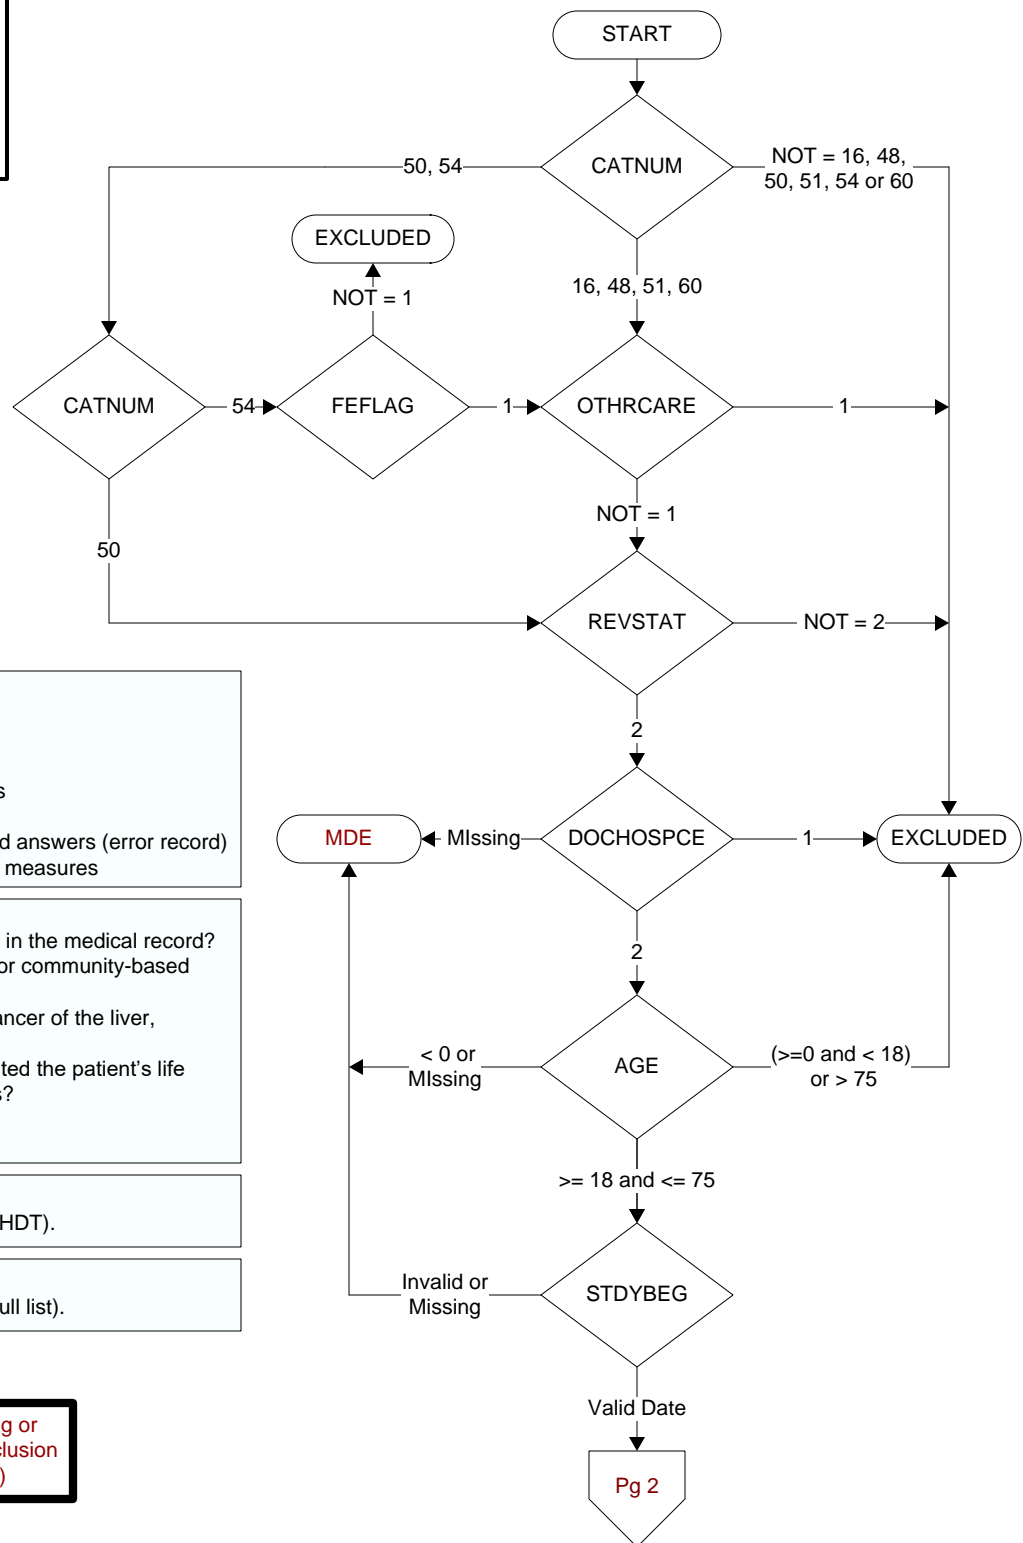 START
CATNUM
50, 54
NOT = 16, 48,
50, 51, 54 or 60
EXCLUDED
NOT = 1
16, 48, 51, 60
CATNUM
54
FEFLAG
1
OTHRCARE
1
NOT = 1
50
REVSTAT
NOT = 2
2
s
d answers (error record)
measures
MDE
MIssing
DOCHOSPCE
1
EXCLUDED
in the medical record?
or community-based
ancer of the liver,
ted the patient's life
s?
2
< 0 or
MIssing
AGE
(>=0 and < 18)
or > 75
>= 18 and <= 75
HDT).
ull list).
Invalid or
Missing
STDYBEG
Valid Date
g or
clusion
)
Pg 2